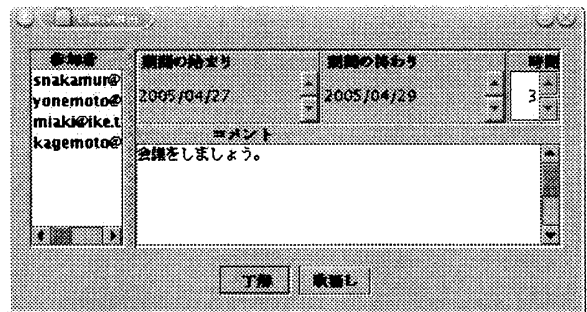 参加者
期間の始まり
期間の終わり
時間
snakamur@
yonemoto@
miaki@ike.t
kagemoto@
2005/04/27
2005/04/29
3
コメント
会議をしましょう。
了解
取消し